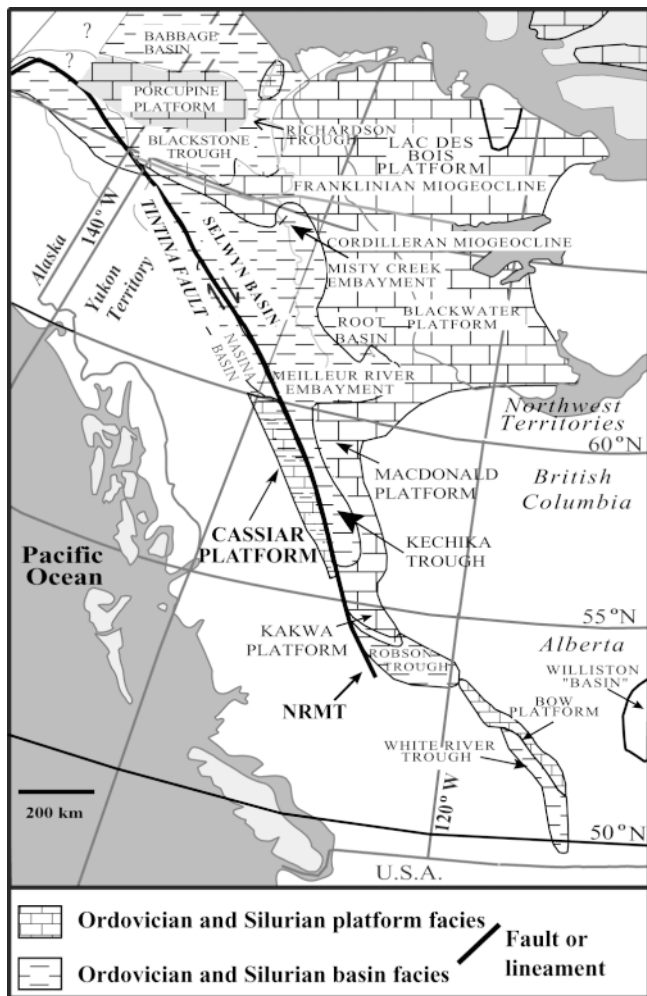 ?
?
BABBAGE
BASIN
PORCUPINE
PLATFORM
RICHARDSON
TROUGH
BLACKSTONE
TROUGH
LAC DES
BOIS
PLATFORM
FRANKLINIAN MIOGEOCLINE
140° W
Alaska
TINTINA FAULT
SELWYN BASIN
CORDILLERAN MIOGEOCLINE
MISTY CREEK
EMBAYMENT
Yukon
Territory
ROOT
BASIN
BLACKWATER
PLATFORM
NASINA
BASIN
MEILLEUR RIVER
EMBAYMENT
Northwest
Territories
60°N
MACDONALD
PLATFORM
British
Columbia
CASSIAR
PLATFORM
KECHIKA
TROUGH
Pacific
Ocean
55°N
KAKWA
PLATFORM
Alberta
ROBSON
TROUGH
WILLISTON
"BASIN"
NRMT
BOW
PLATFORM
WHITE RIVER
TROUGH
200 km
120° W
50°N
U.S.A.
Ordovician and Silurian platform facies
Ordovician and Silurian basin facies
Fault or
lineament